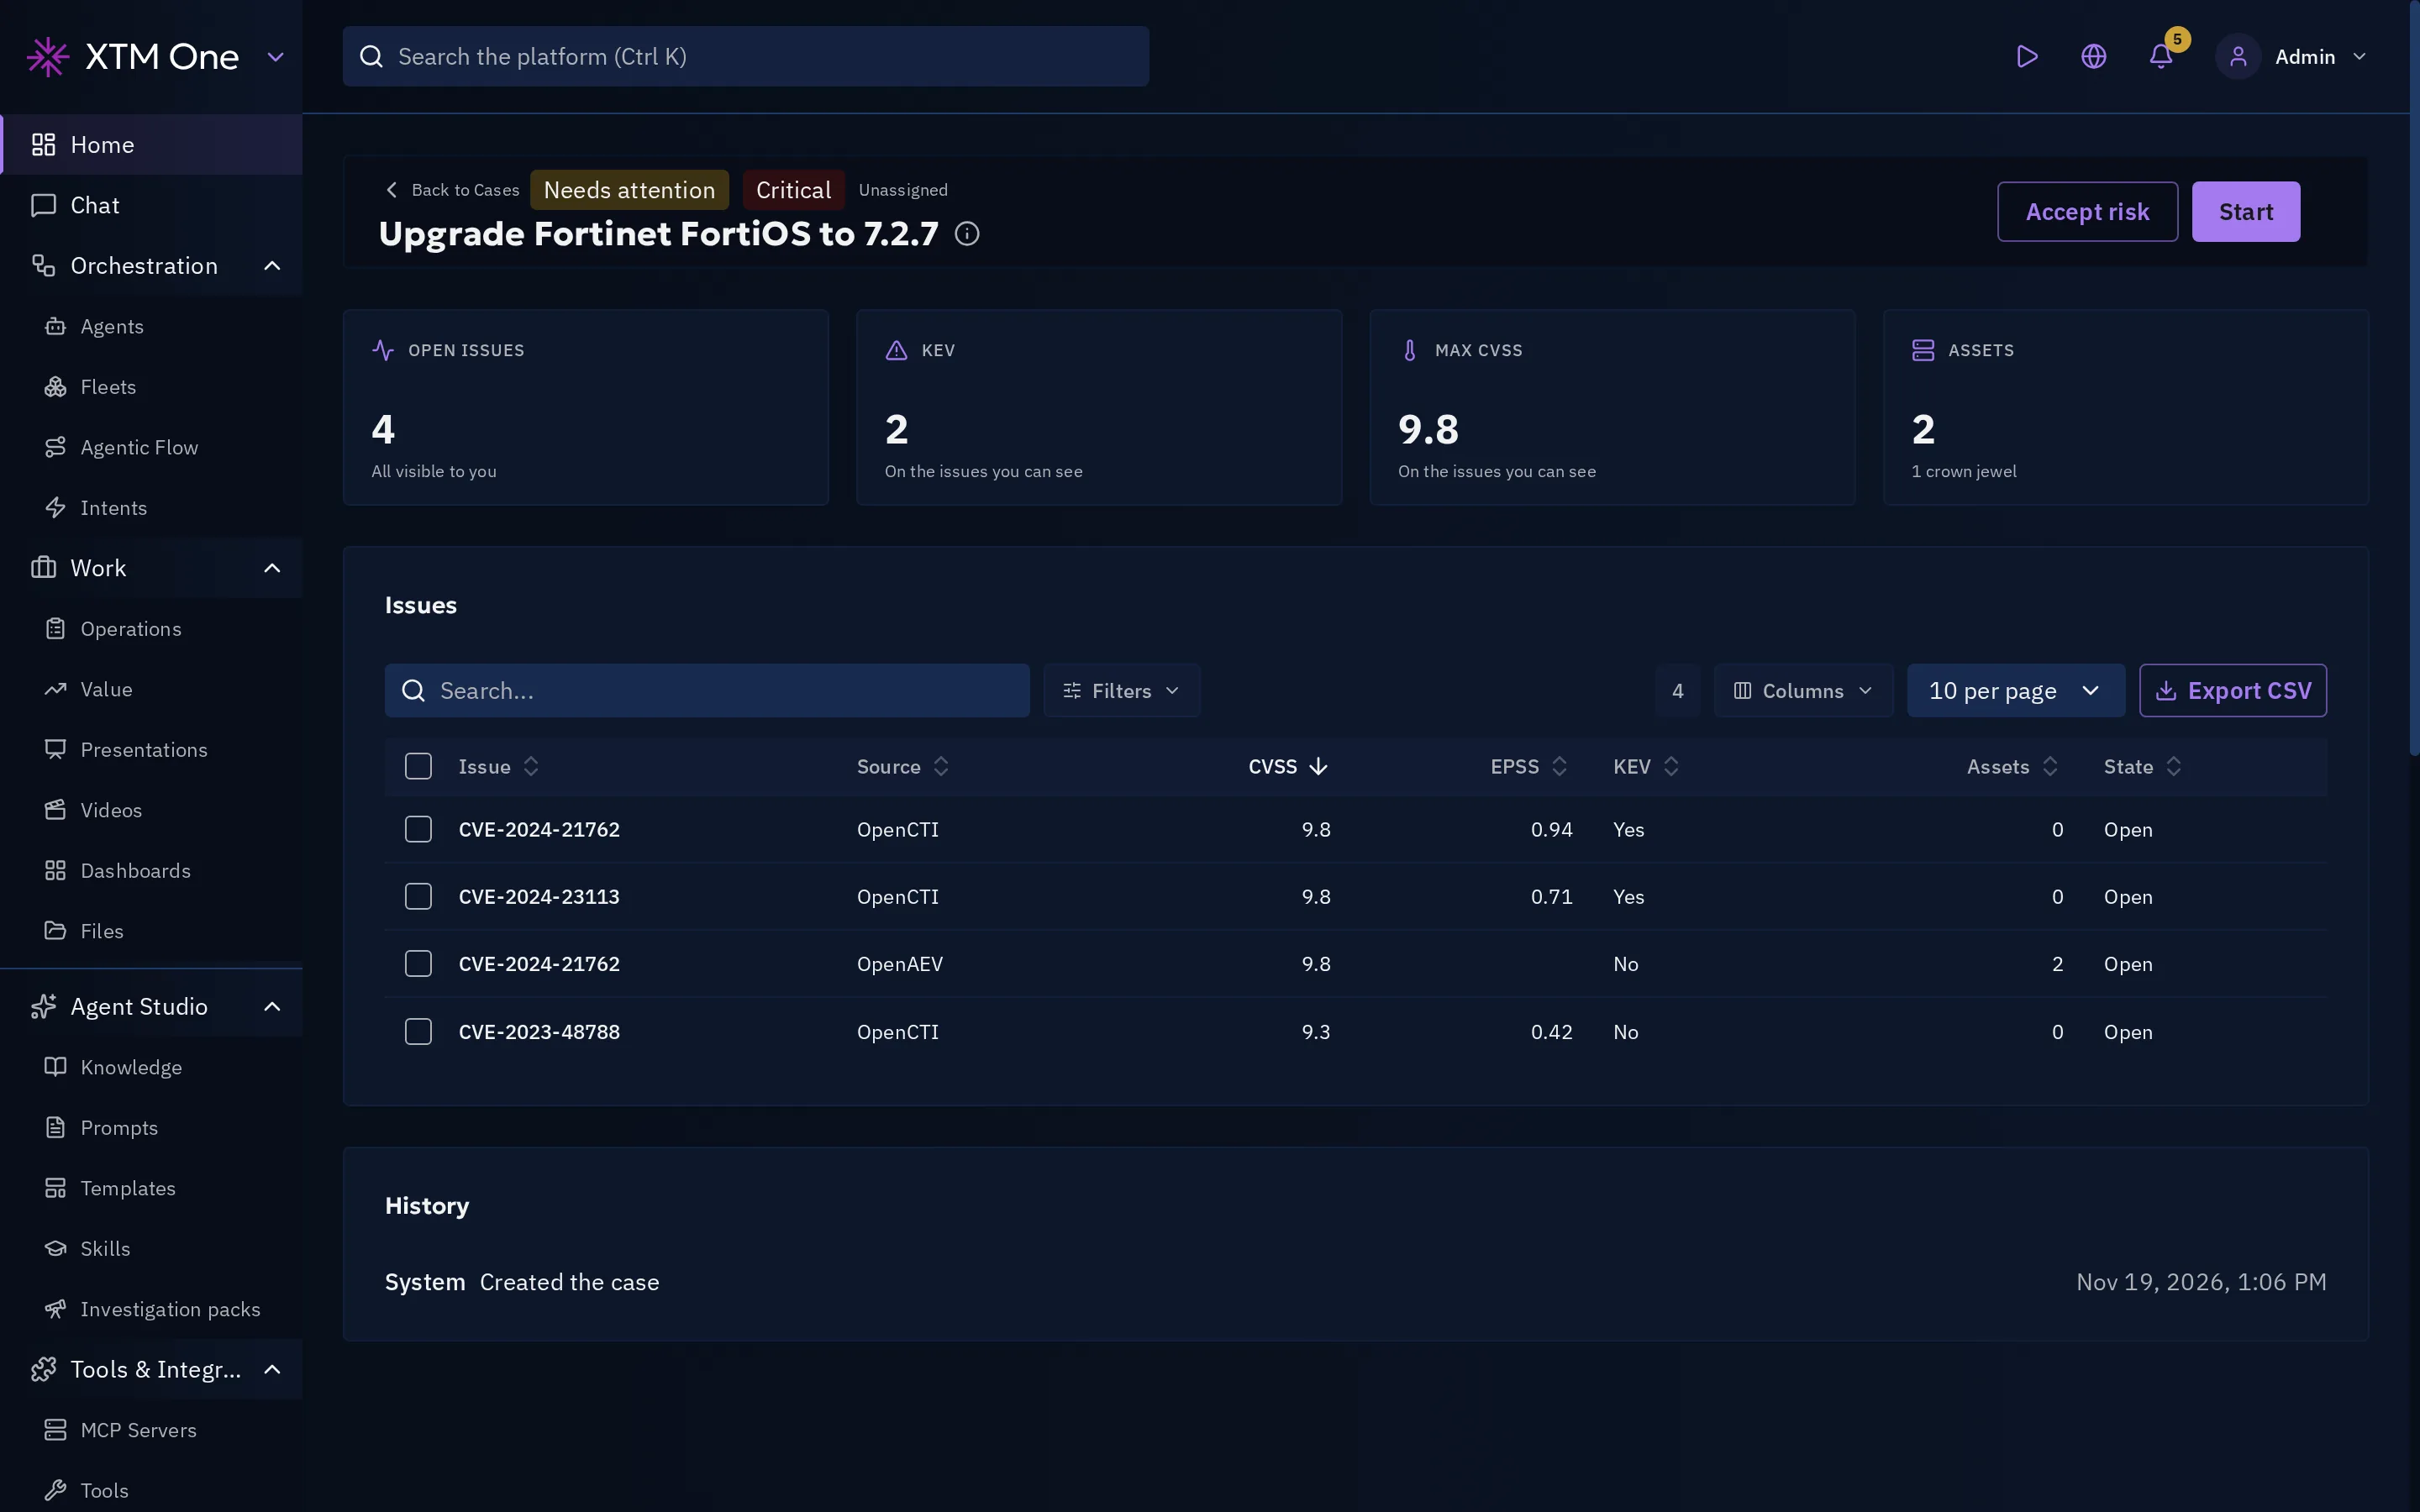 XTM One
Search the platform (Ctrl K)
5
Admin
Home
Chat
Orchestration
Agents
Fleets
Agentic Flow
Intents
Work
Operations
Value
Presentations
Videos
Dashboards
Files
Agent Studio
Knowledge
Prompts
Templates
Skills
Investigation packs
Tools & Integr...
MCP Servers
Tools
Back to Cases Needs attention Critical Unassigned
Upgrade Fortinet FortiOS to 7.2.7
Accept risk Start
OPEN ISSUES
4
All visible to you
KEV
2
On the issues you can see
MAX CVSS
9.8
On the issues you can see
ASSETS
2
1 crown jewel
Issues
Search... Filters 4 Columns 10 per page Export CSV
Issue Source CVSS EPSS KEV Assets State
CVE-2024-21762 OpenCTI 9.8 0.94 Yes 0 Open
CVE-2024-23113 OpenCTI 9.8 0.71 Yes 0 Open
CVE-2024-21762 OpenAEV 9.8 No 2 Open
CVE-2023-48788 OpenCTI 9.3 0.42 No 0 Open
History
System Created the case Nov 19, 2026, 1:06 PM